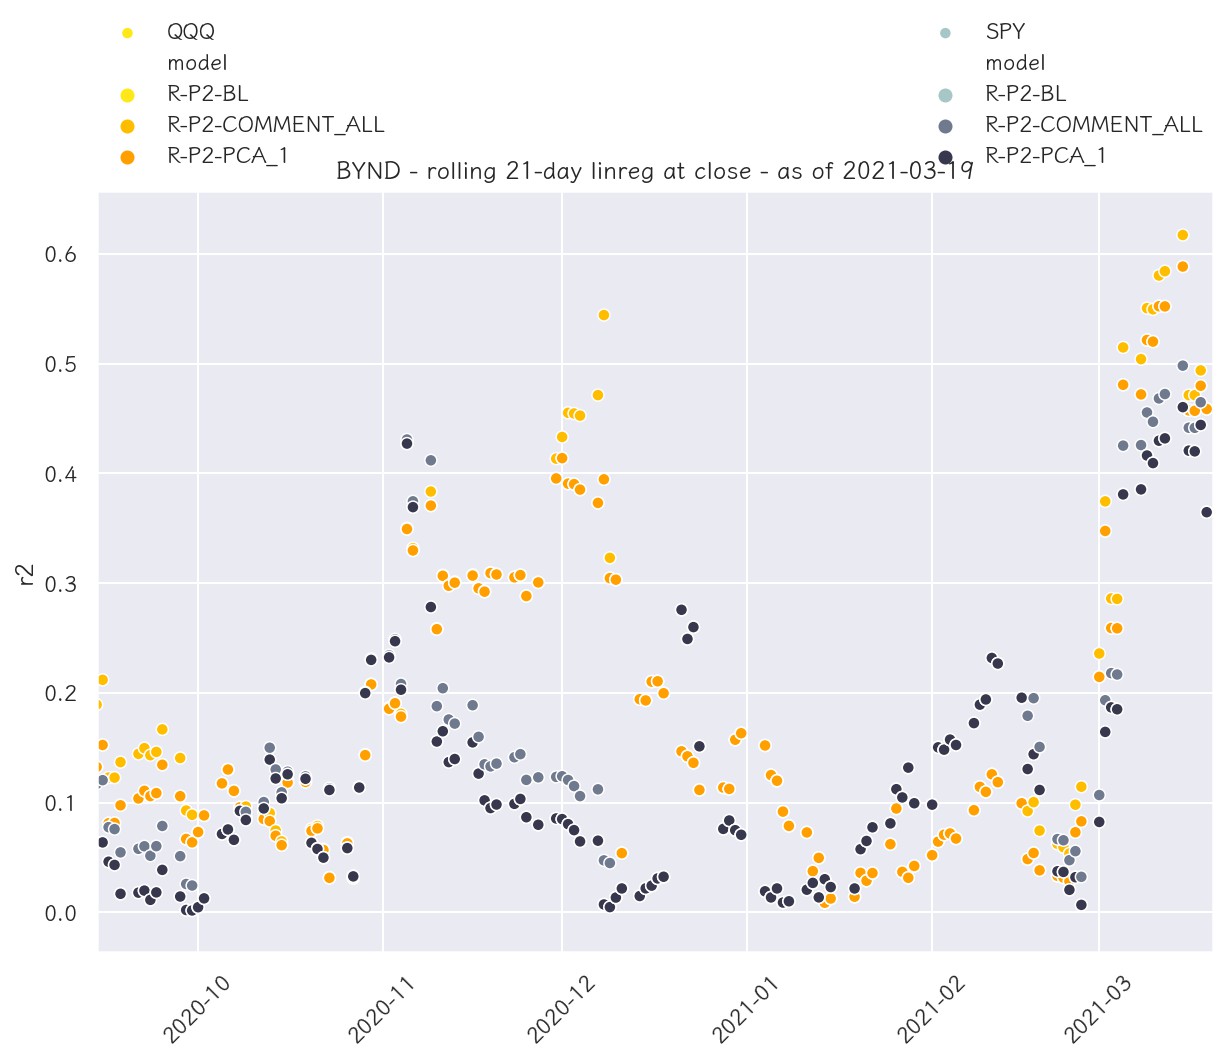 QQQ
model
R-P2-BL
R-P2-COMMENT_ALL
R-P2-PCA_1
SPY
model
R-P2-BL
R-P2-COMMENT_ALL
R-P2-PCA_1
BYND - rolling 21-day linreg at close - as of 2021-03-19
r2
0.6
0.5
0.4
0.3
0.2
0.1
0.0
2020-10
2020-11
2020-12
2021-01
2021-02
2021-03